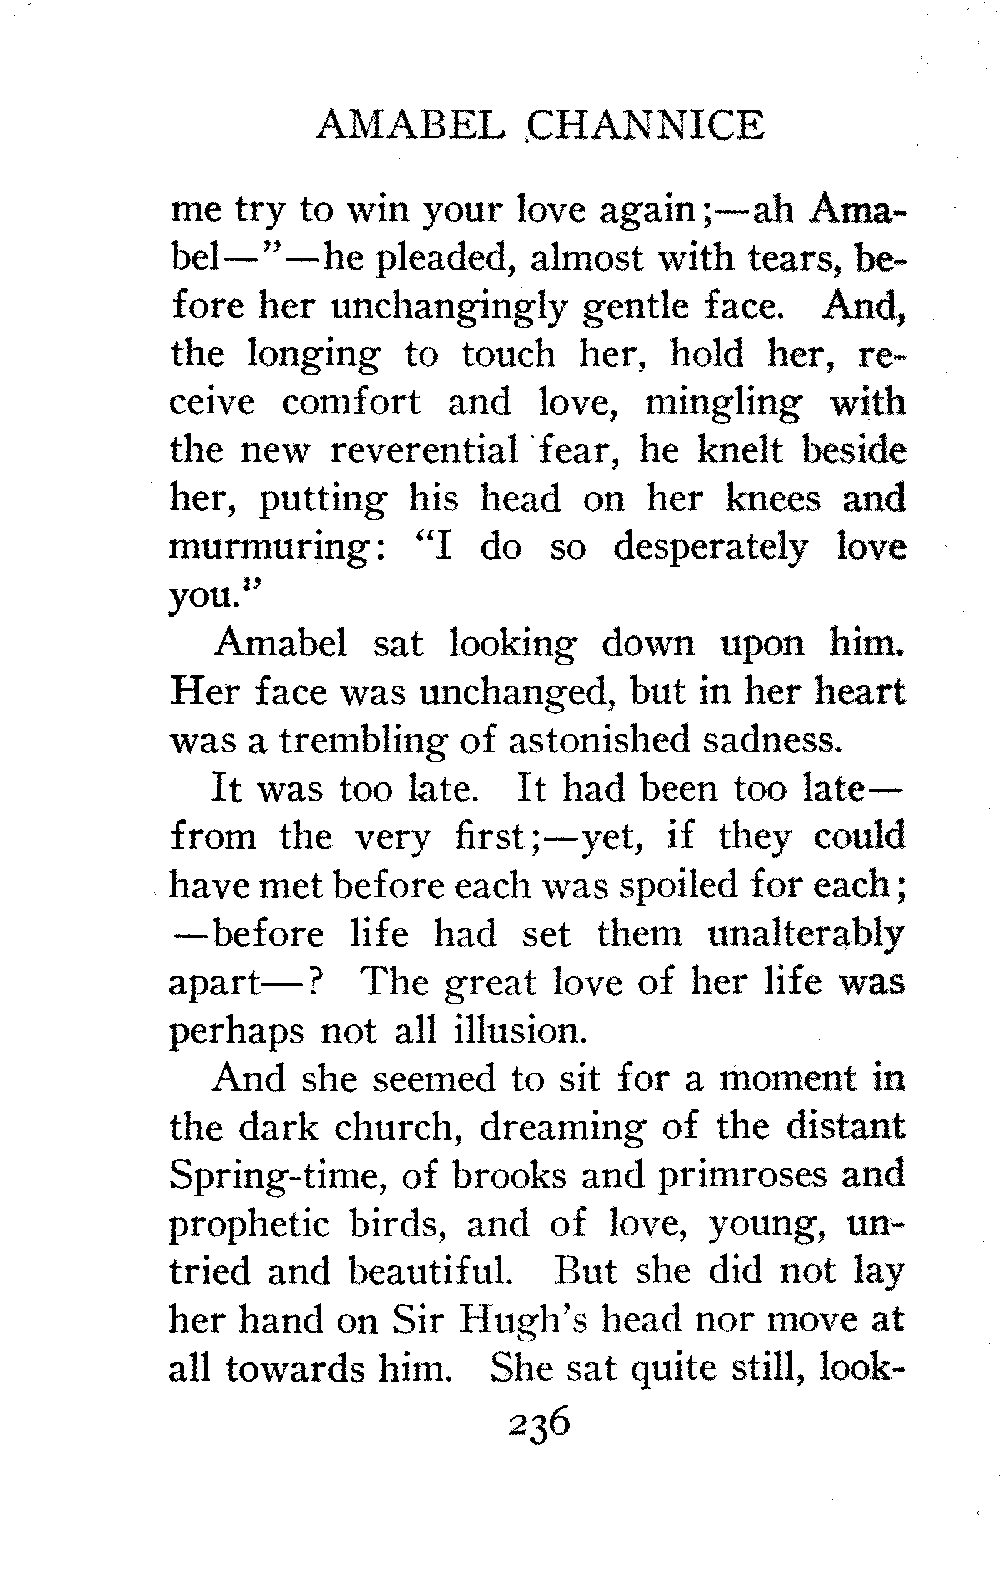 AMABEL CHANNICE
me try to win your love again;—ah Ama-
bel—"—he pleaded, almost with tears, be-
fore her unchangingly gentle face. And,
the longing to touch her, hold her, re-
ceive comfort and love, mingling with
the new reverential fear, he knelt beside
her, putting his head on her knees and
murmuring: "I do so desperately love
you."
Amabel sat looking down upon him.
Her face was unchanged, but in her heart
was a trembling of astonished sadness.
It was too late. It had been too late—
from the very first;—yet, if they could
have met before each was spoiled for each;
—before life had set them unalterably
apart—? The great love of her life was
perhaps not all illusion.
And she seemed to sit for a moment in
the dark church, dreaming of the distant
Spring-time, of brooks and primroses and
prophetic birds, and of love, young, un-
tried and beautiful. But she did not lay
her hand on Sir Hugh's head nor move at
all towards him. She sat quite still, look-
236